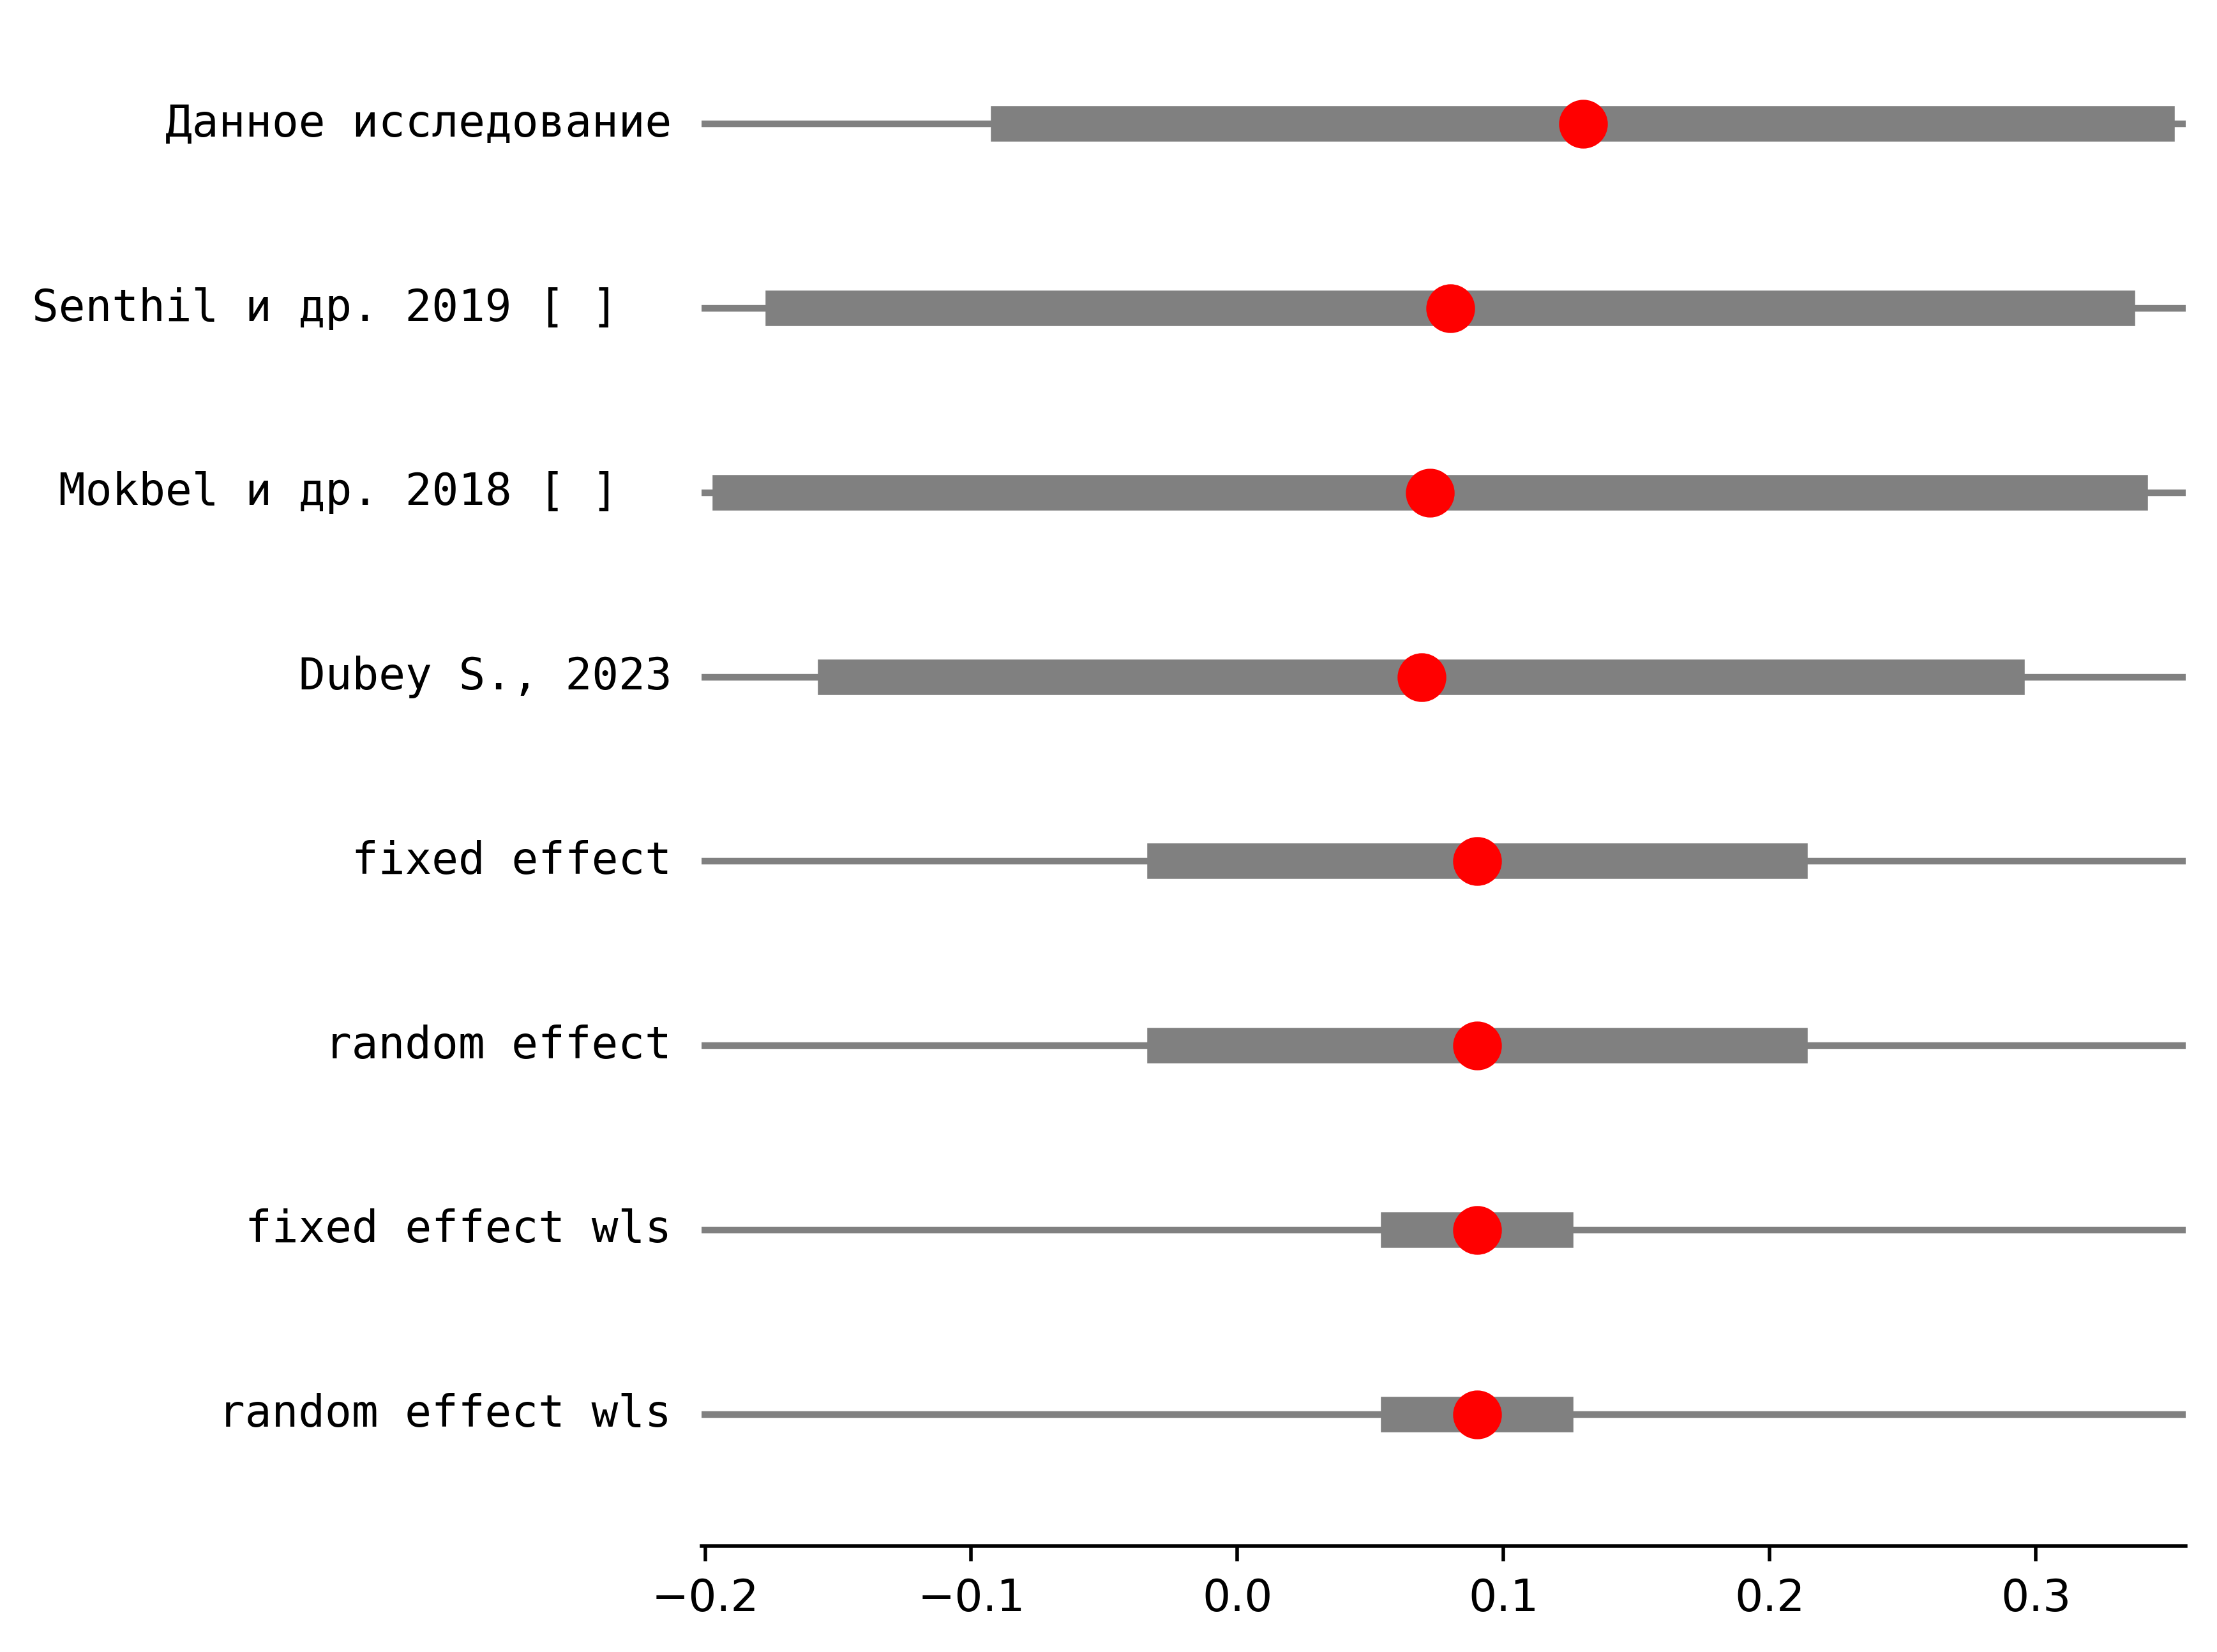 Данное исследование
Senthil и др. 2019 [ ]
Mokbel и др. 2018 [ ]
Dubey S., 2023
fixed effect
random effect
fixed effect wls
random effect wls
−0.2 −0.1 0.0 0.1 0.2 0.3